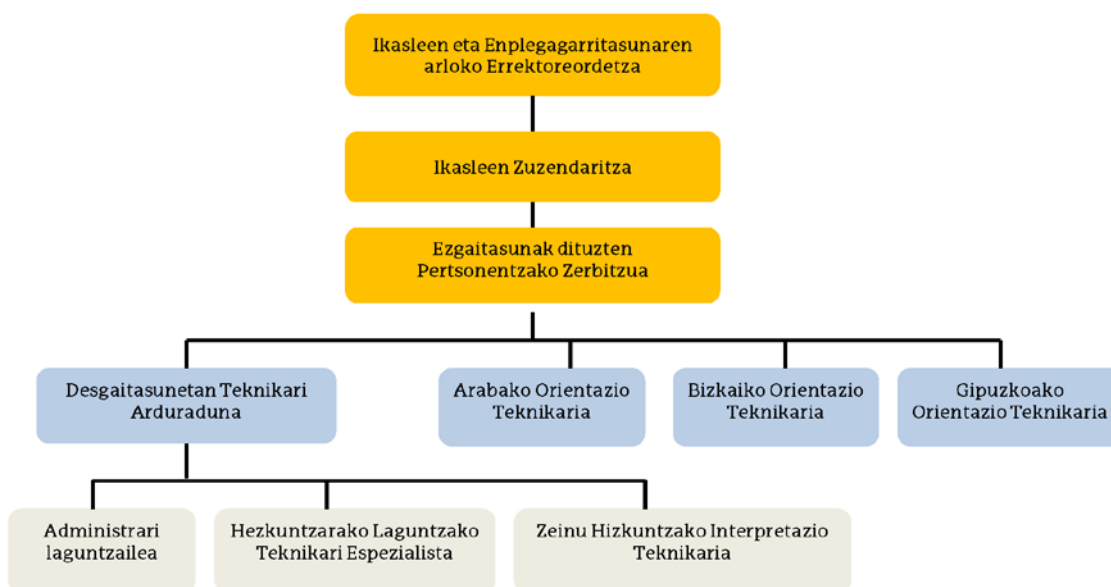 Ikasleen eta Enplegagarritasunaren
arloko Errektoreordetza
Ikasleen Zuzendaritza
Ezgaitasunak dituzten
Pertsonentzako Zerbitzua
Desgaitasunetan Teknikari
Arduraduna
Arabako Orientazio
Teknikaria
Bizkaiko Orientazio
Teknikaria
Gipuzkoako
Orientazio Teknikaria
Administrari
laguntzailea
Hezkuntzarako Laguntzako
Teknikari Espezialista
Zeinu Hizkuntzako Interpretazio
Teknikaria